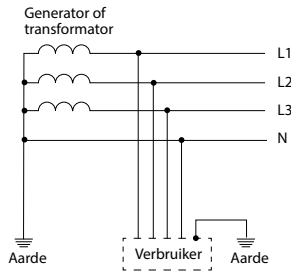 Generator of
transformator
L1
L2
L3
N
Aarde
Verbruiker
Aarde